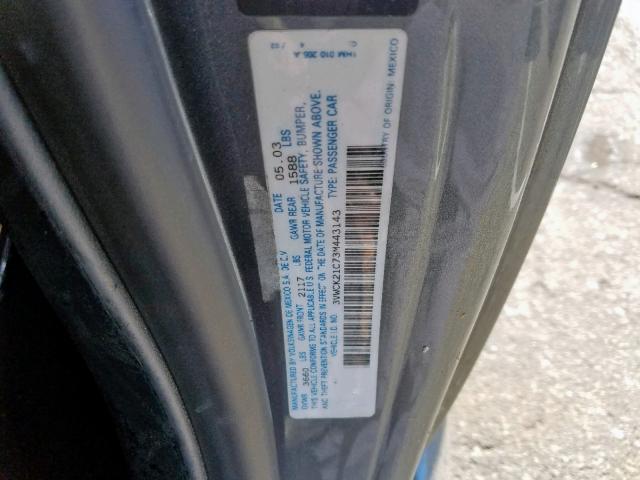 MANUFACTURED BY VOLKSWAGEN DE MEXICO S.A. DE C.V. DATE 05.03
GVWR 3660 LBS GAWR FRONT 2117 LBS GAWR REAR 1588 LBS
THIS VEHICLE CONFORMS TO ALL APPLICABLE U.S. FEDERAL MOTOR VEHICLE SAFETY, BUMPER,
AND THEFT PREVENTION STANDARDS IN EFFECT ON THE DATE OF MANUFACTURE SHOWN ABOVE.
VEHICLE I.D. NO. 3VWCK21C73M443143 TYPE: PASSENGER CAR
COUNTRY OF ORIGIN: MEXICO